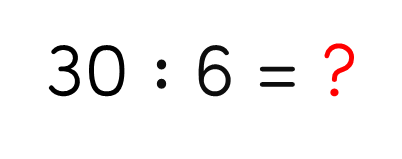 30 : 6 = ?